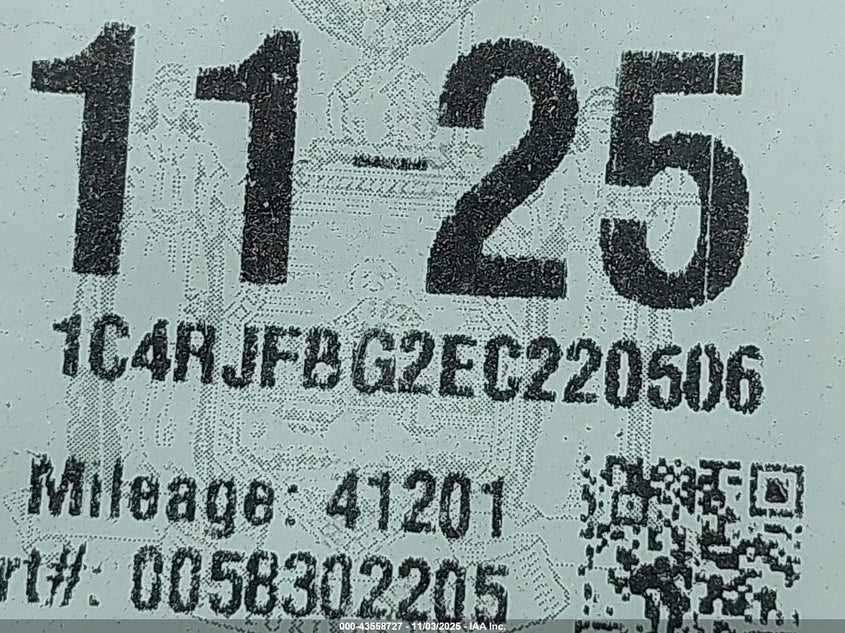 11-25
1C4RJFBG2EC220506
Mileage: 41201
rt#: 0058302205
000-43558727 - 11/03/2025 - IAA Inc.